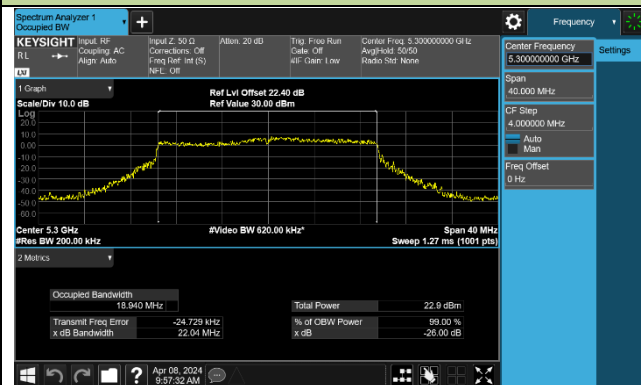 Spectrum Analyzer 1
Occupied BW
+
Frequency
KEYSIGHT Input: RF Input Z: 50 Ω Atten: 20 dB Trig: Free Run Center Freq: 5.300000000 GHz
RL Coupling: AC Corrections: Off Gate: Off Avg|Hold: 50/50
Align: Auto Freq Ref: Int (S) #IF Gain: Low Radio Std: None
LXI NFE: Off
Center Frequency
5.300000000 GHz
Settings
Span
40.000 MHz
CF Step
4.000000 MHz
Auto
Man
Freq Offset
0 Hz
1 Graph
Ref Lvl Offset 22.40 dB
Scale/Div 10.0 dB Ref Value 30.00 dBm
Log
20.0
10.0
0.00
-10.0
-20.0
-30.0
-40.0
-50.0
-60.0
Center 5.3 GHz #Video BW 620.00 kHz* Span 40 MHz
#Res BW 200.00 kHz Sweep 1.27 ms (1001 pts)
2 Metrics
Occupied Bandwidth
18.940 MHz Total Power 22.9 dBm
Transmit Freq Error -24.729 kHz % of OBW Power 99.00 %
x dB Bandwidth 22.04 MHz x dB -26.00 dB
? Apr 08, 2024
9:57:32 AM